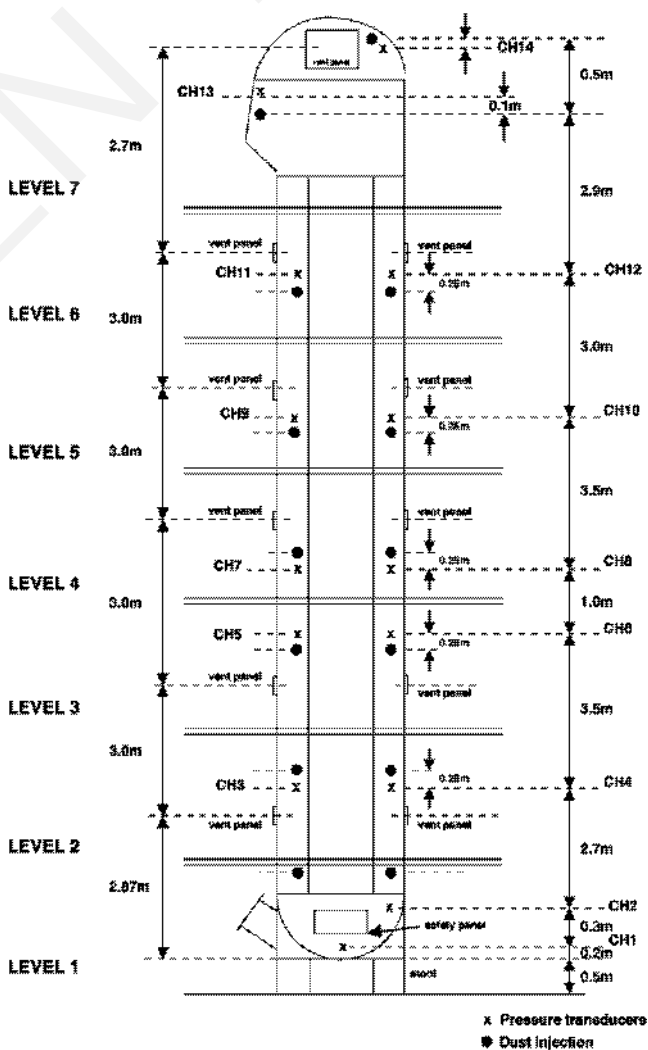 CH14
0.5m
CH13
0.1m
2.7m
LEVEL 7
2.9m
vent panel
vent panel
CH11
CH12
0.25m
LEVEL 6
3.0m
3.0m
vent panel
vent panel
CH9
CH10
0.25m
LEVEL 5
3.0m
3.5m
vent panel
vent panel
CH7
0.25m
CH8
LEVEL 4
3.0m
1.0m
CH5
CH6
0.25m
vent panel
vent panel
LEVEL 3
3.5m
3.0m
0.25m
CH3
CH4
vent panel
vent panel
LEVEL 2
2.7m
2.87m
CH2
safety panel
0.3m
CH1
0.2m
LEVEL 1
0.5m
x Pressure transducers
Dust Injection